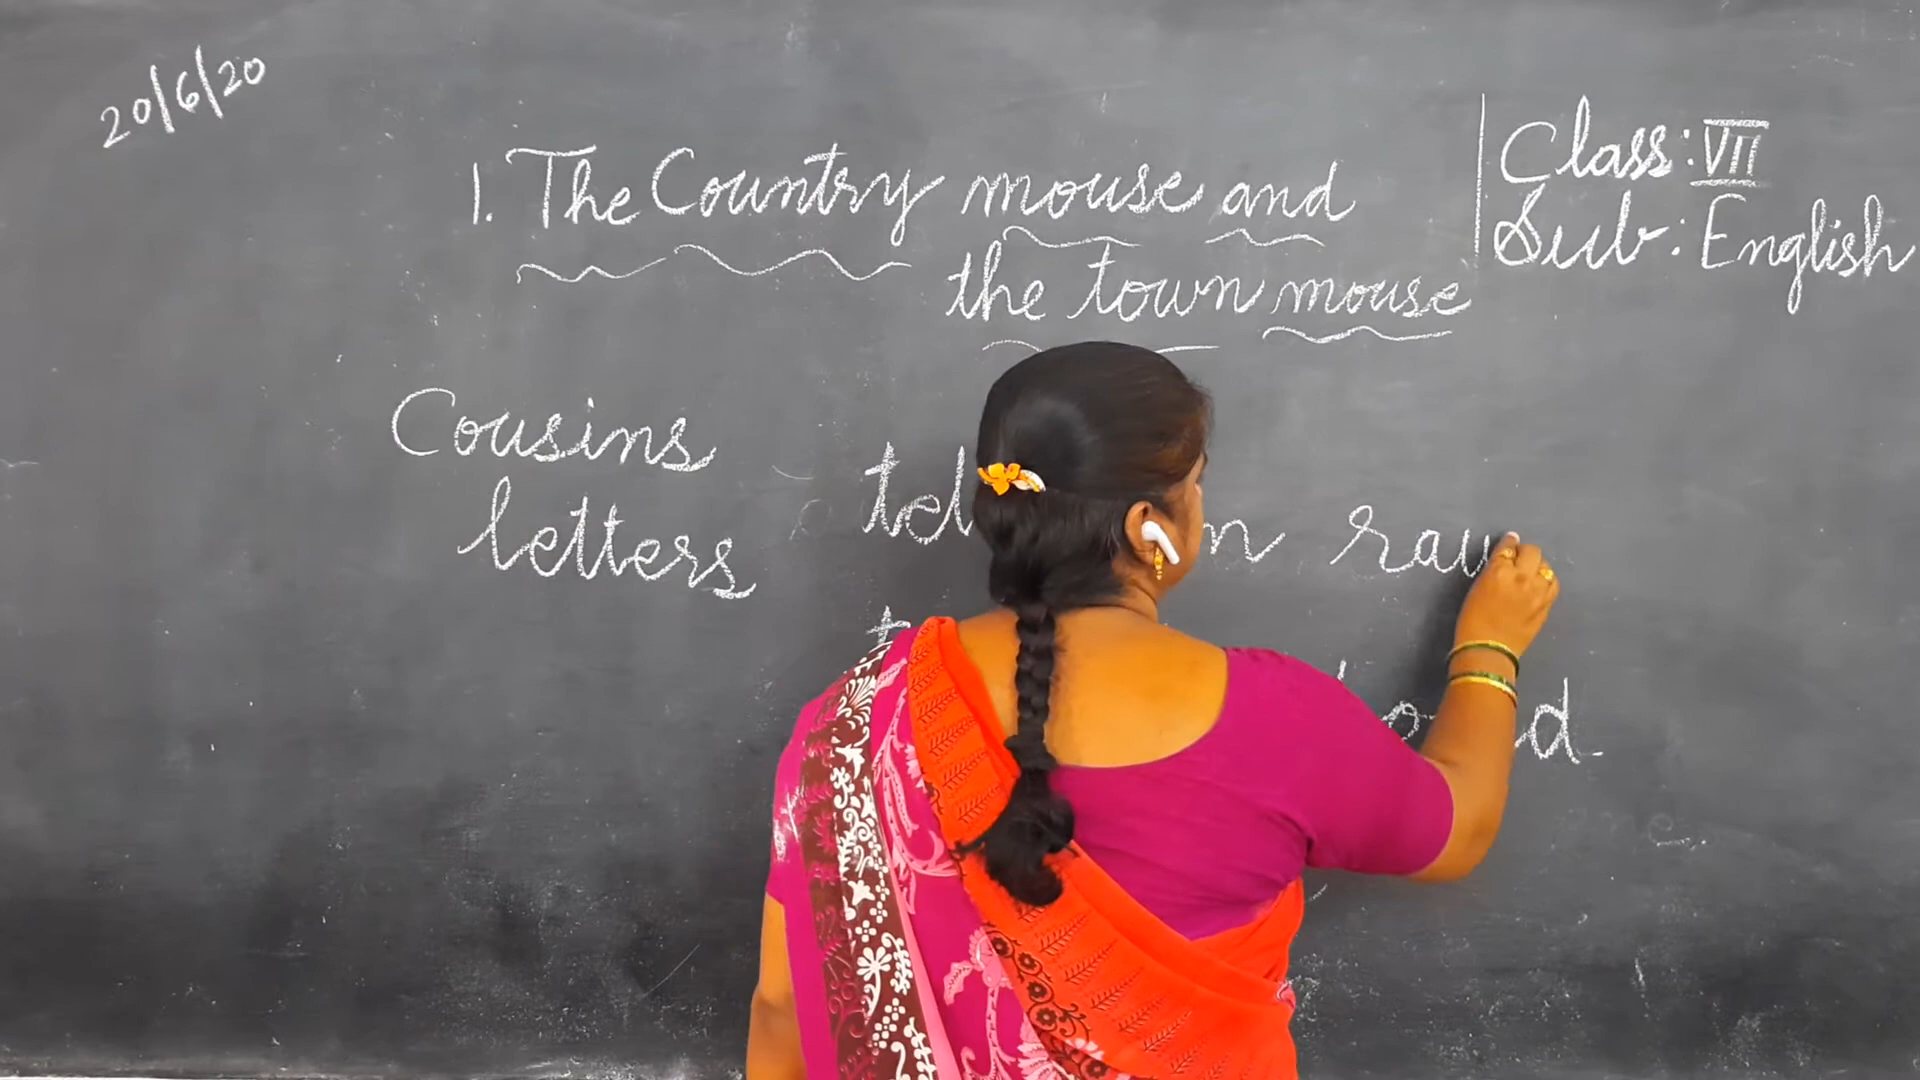 20/6/20
Class: VII
Sub: English
1. The Country mouse and
the town mouse
Cousins
letters